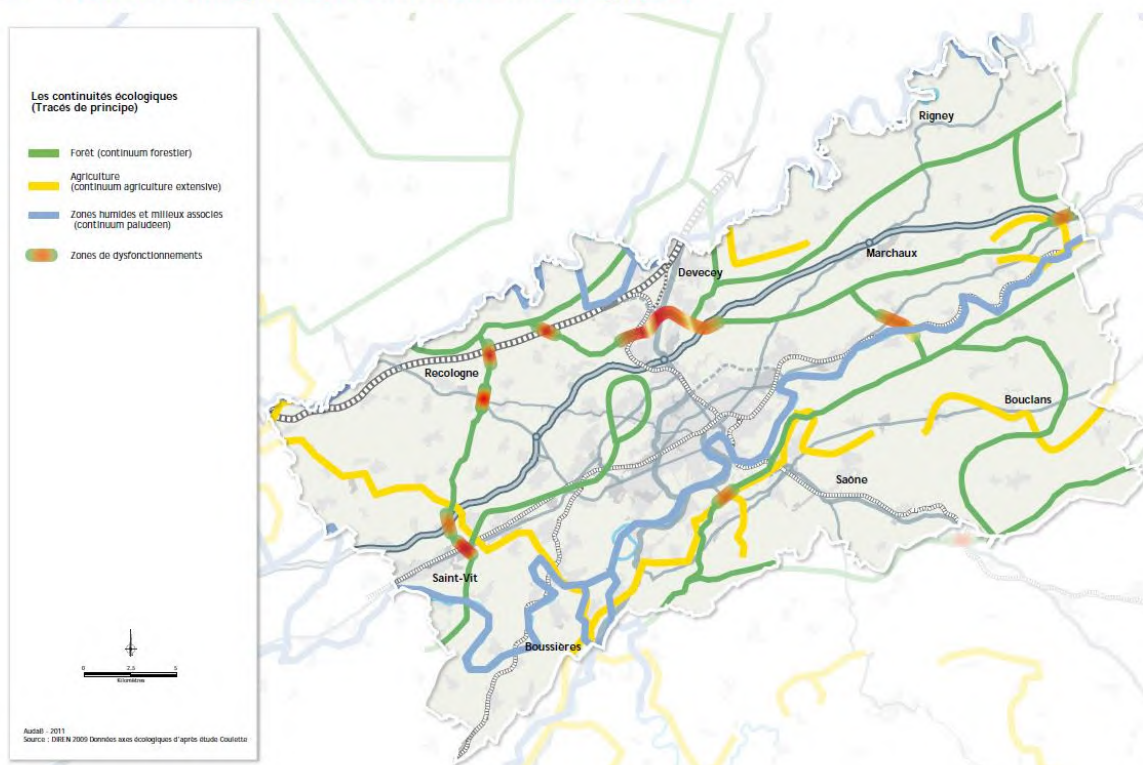 Les continuités écologiques
(Tracés de principe)
Forêt (continuum forestier)
Agriculture
(continuum agriculture extensive)
Zones humides et milieux associes
(continuum paludeen)
Zones de dysfonctionnements
0 2,5 5
Kilomètres
Audab - 2011
Source : DIREN 2009 Données axes écologiques d'après étude Coulette
Rigney
Marchaux
Devecey
Recologne
Bouclans
Saône
Saint-Vit
Boussières